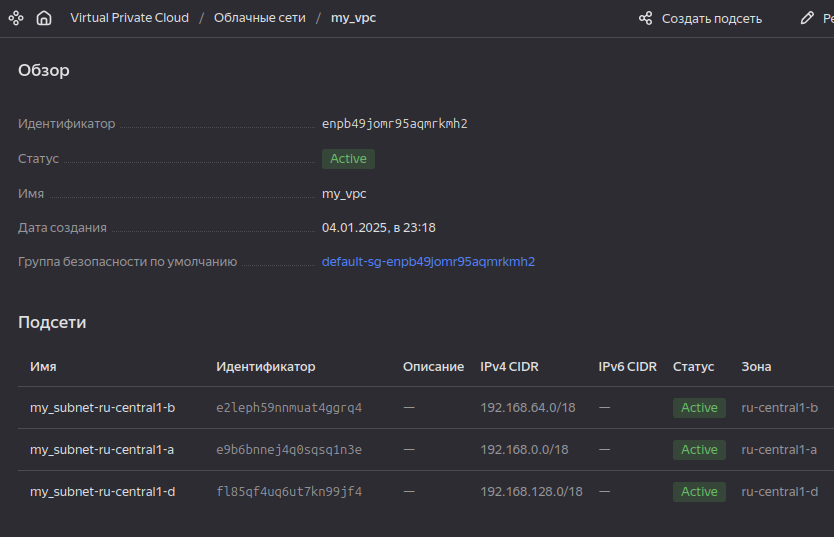 Virtual Private Cloud / Облачные сети / my_vpc Создать подсеть
Обзор
Идентификатор enpb49jomr95aqmrkmh2
Статус Active
Имя my_vpc
Дата создания 04.01.2025, в 23:18
Группа безопасности по умолчанию default-sg-enpb49jomr95aqmrkmh2
Подсети
Имя Идентификатор Описание IPv4 CIDR IPv6 CIDR Статус Зона
my_subnet-ru-central1-b e2leph59nnmuat4ggrq4 — 192.168.64.0/18 — Active ru-central1-b
my_subnet-ru-central1-a e9b6bnnej4q0sqsq1n3e — 192.168.0.0/18 — Active ru-central1-a
my_subnet-ru-central1-d fl85qf4uq6ut7kn99jf4 — 192.168.128.0/18 — Active ru-central1-d